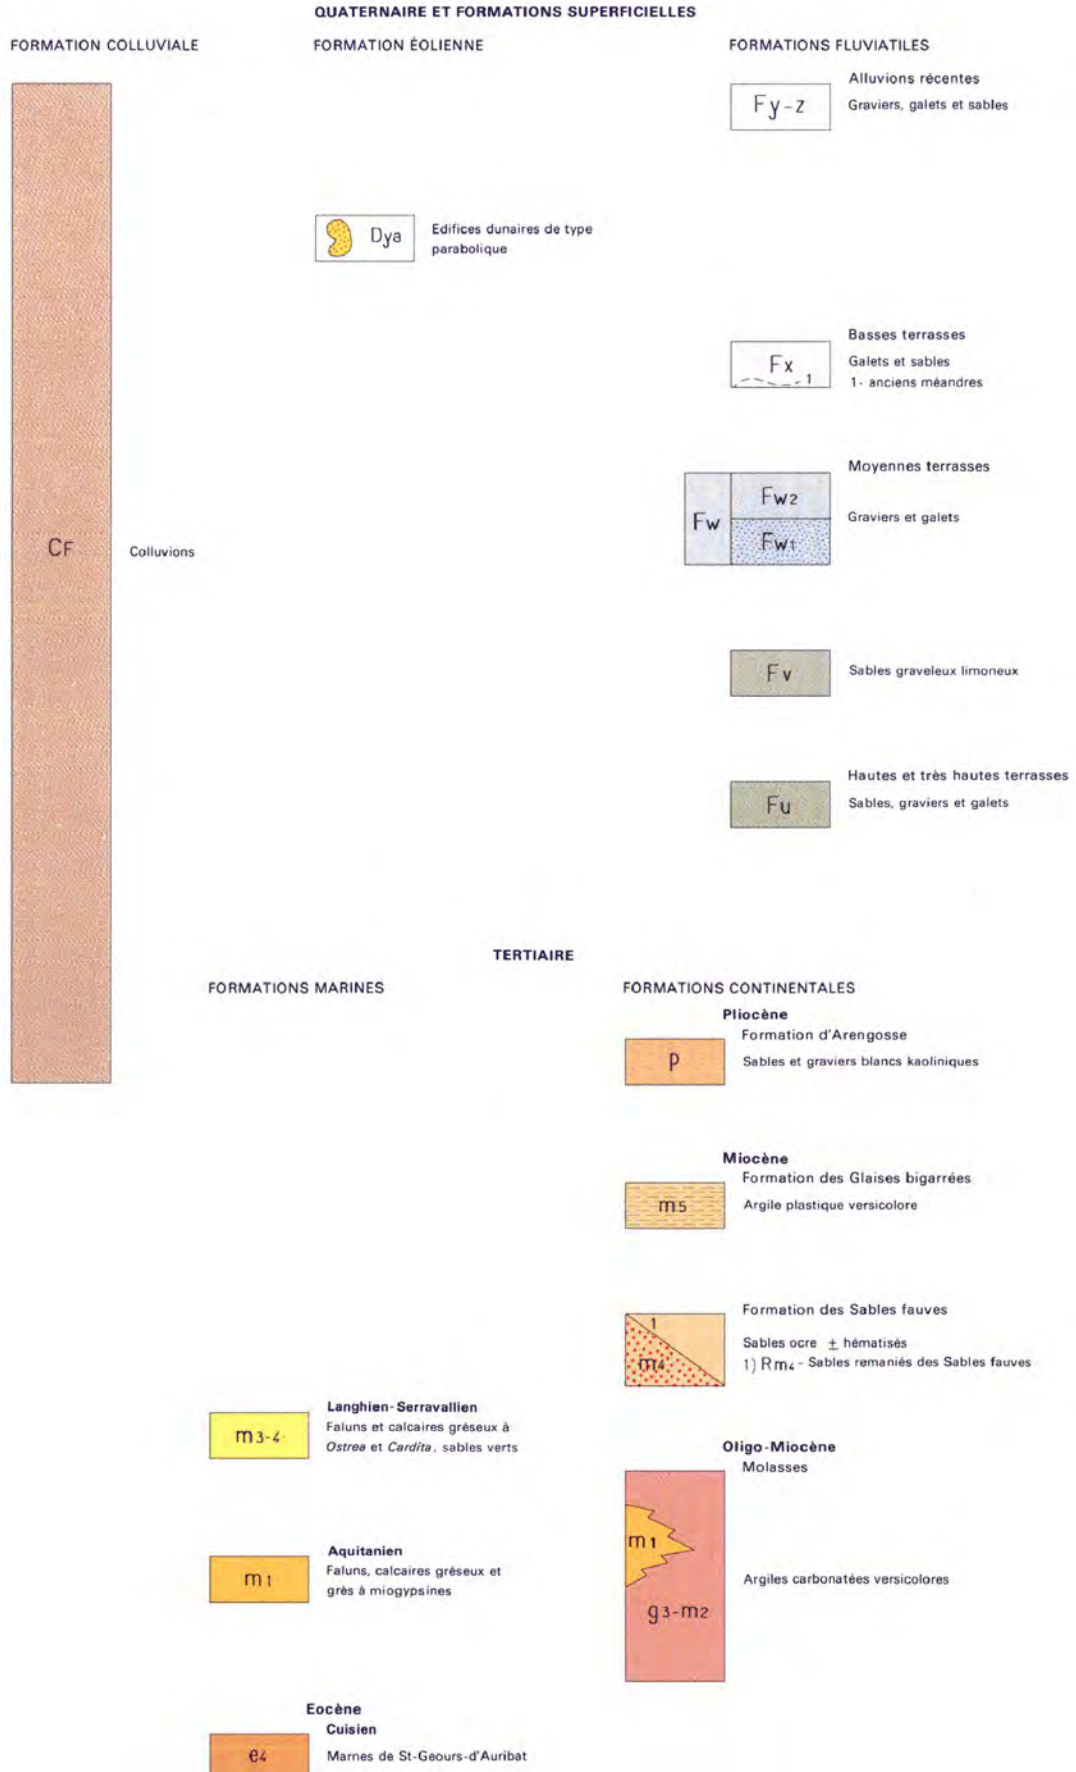 QUATERNAIRE ET FORMATIONS SUPERFICIELLES
FORMATION COLLUVIALE
FORMATION ÉOLIENNE
FORMATIONS FLUVIATILES
CF
Colluvions
Dya
Edifices dunaires de type
parabolique
Fy-z
Alluvions récentes
Graviers, galets et sables
Fx
1
Basses terrasses
Galets et sables
1- anciens méandres
Fw
Fw2
Fw1
Moyennes terrasses
Graviers et galets
Fv
Sables graveleux limoneux
Fu
Hautes et très hautes terrasses
Sables, graviers et galets
TERTIAIRE
FORMATIONS MARINES
FORMATIONS CONTINENTALES
Pliocène
Formation d'Arengosse
p
Sables et graviers blancs kaoliniques
Miocène
Formation des Glaises bigarrées
m5
Argile plastique versicolore
Formation des Sables fauves
1
m4
Sables ocre ± hématisés
1) Rm4 - Sables remaniés des Sables fauves
Langhien-Serravallien
m3-4
Faluns et calcaires gréseux à
Ostrea et Cardita, sables verts
Oligo-Miocène
Molasses
m1
g3-m2
Argiles carbonatées versicolores
Aquitanien
m1
Faluns, calcaires gréseux et
grès à miogypsines
Eocène
Cuisien
e4
Marnes de St-Geours-d'Auribat